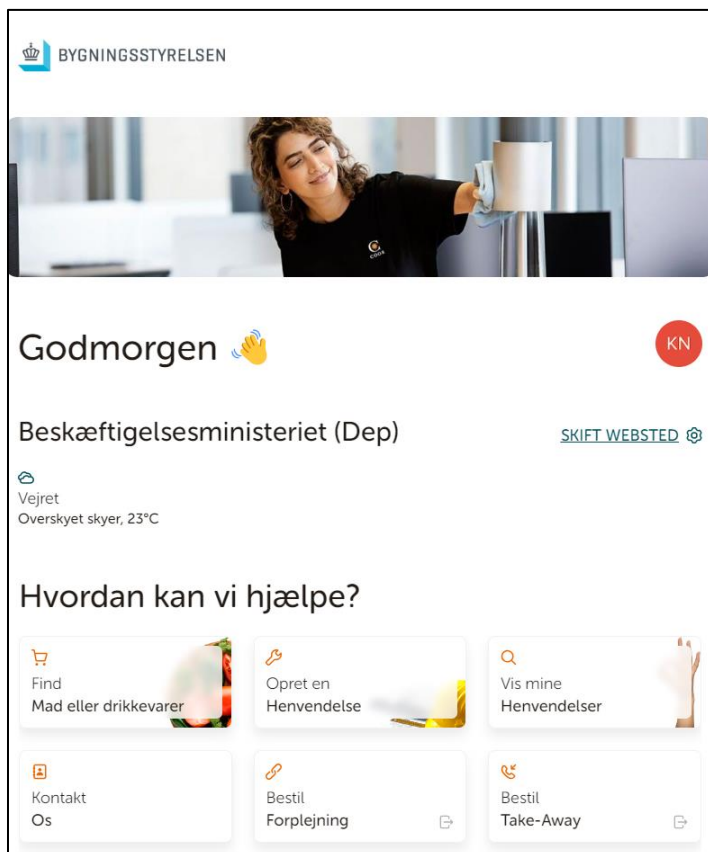 BYGNINGSSTYRELSEN
COOR
Godmorgen 👋
KN
Beskæftigelsesministeriet (Dep)
SKIFT WEBSTED
Vejret
Overskyet skyer, 23°C
Hvordan kan vi hjælpe?
Find
Mad eller drikkevarer
Opret en
Henvendelse
Vis mine
Henvendelser
Kontakt
Os
Bestil
Forplejning
Bestil
Take-Away